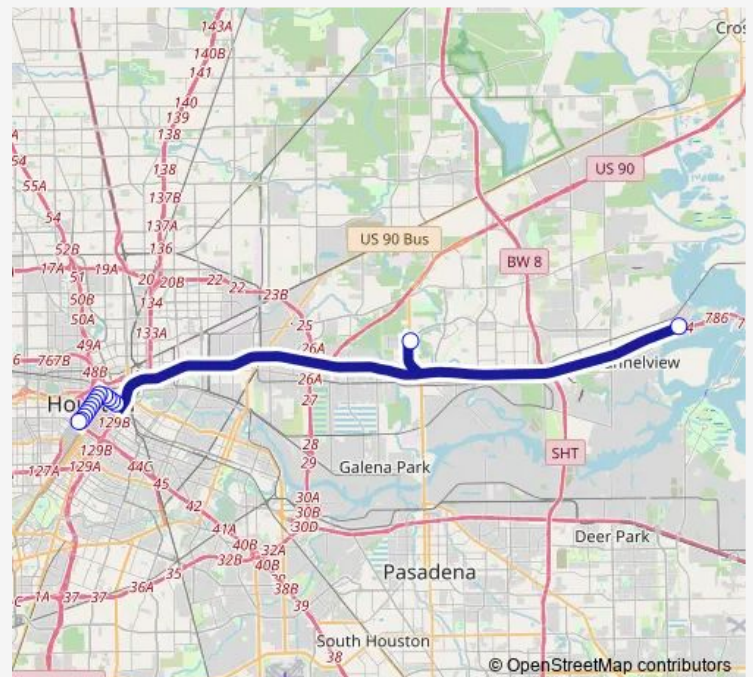 143A
Cros
140B
141
140
139
138
54
55A
138
US 90
137B
54
137A
52B
US 90 Bus
136
17A
19A
51
20
20B
22
BW 8
50B
134
22
23B
50A
25
133A
786
49A
26A
767B
26A
nnelview
48B
Ho
27
129B
28
SHT
129B
29
Galena Park
127A
129A
44C
45
30A
42
30B
30D
41A
Deer Park
40B
32A
35
32B
40B
36A
Pasadena
1A
37
37
38B
39
South Houston
38
© OpenStreetMap contributors